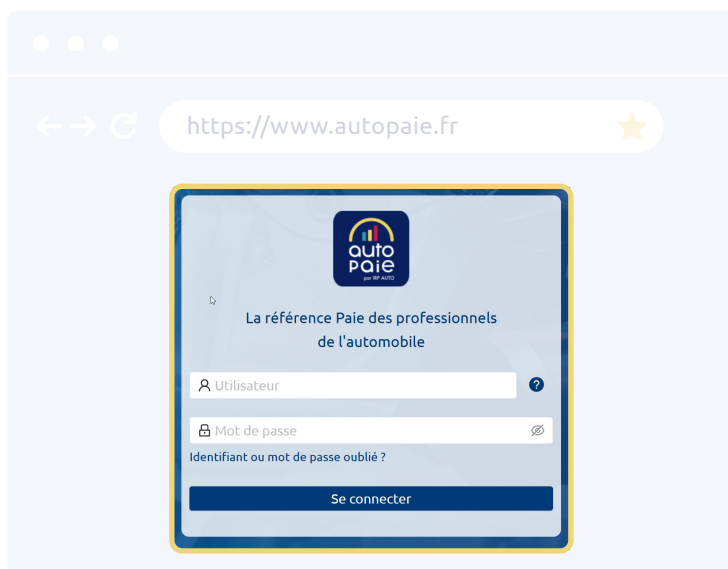 https://www.autopaie.fr
auto
paie
par IRP AUTO
La référence Paie des professionnels
de l'automobile
Utilisateur
?
Mot de passe
Identifiant ou mot de passe oublié ?
Se connecter